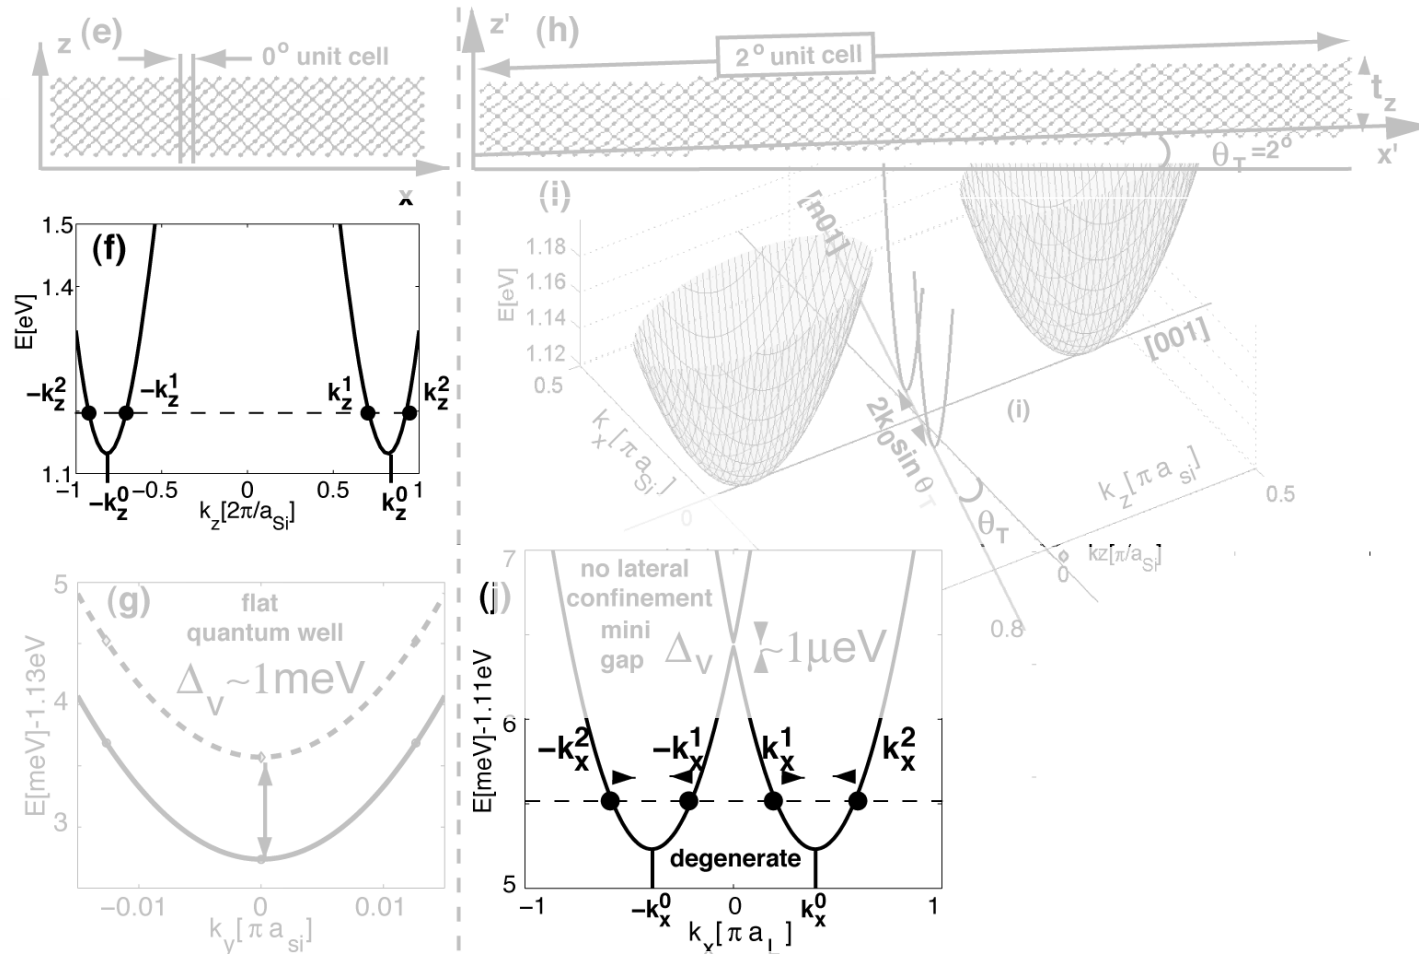 (e)
z
0° unit cell
x
z'
(h)
2° unit cell
t_z
θ_T=2°
x'
(f)
1.5
1.4
1.1
E[eV]
−k_z^2
−k_z^1
k_z^1
k_z^2
−1
−0.5
0
0.5
1
−k_z^0
k_z^0
k_z[2π/a_Si]
(i)
[n01]
1.18
1.16
1.14
1.12
E[eV]
[001]
0.5
k_x[π a_Si]
0
2k_0sin θ_T
(i)
k_z[π a_si]
0.5
θ_T
kz[π/a_Si]
0
0.8
(g)
5
4
3
E[meV]-1.13eV
flat
quantum well
Δ_v~1meV
−0.01
0
0.01
k_y[π a_si]
(j)
7
6
5
E[meV]-1.11eV
no lateral
confinement
mini
gap Δ_V ~1μeV
−k_x^2
−k_x^1
k_x^1
k_x^2
degenerate
−1
−k_x^0
0
k_x^0
1
k_x[π a_L]